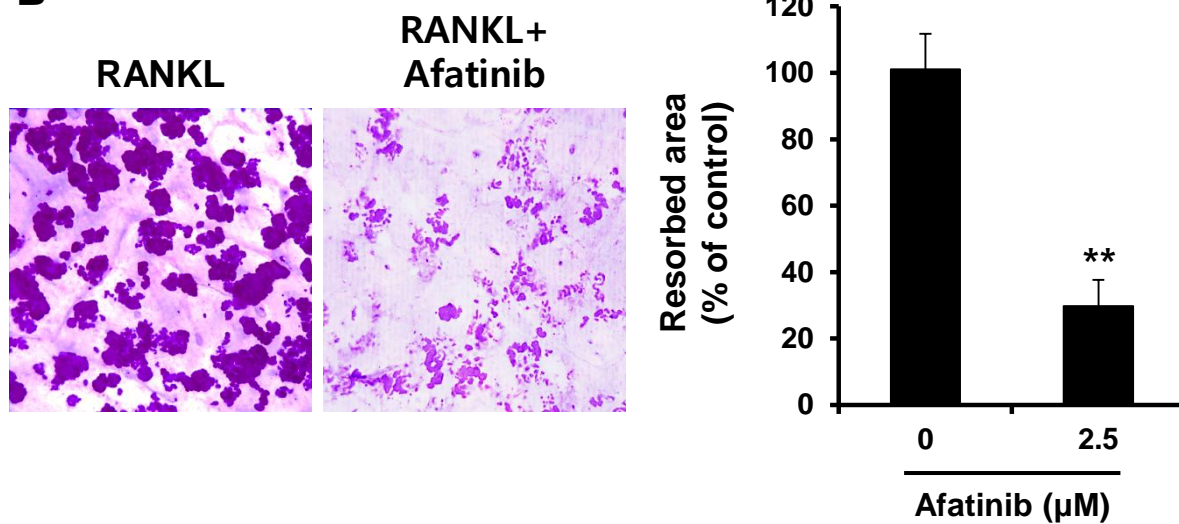 RANKL
RANKL+
Afatinib
Resorbed area
(% of control)
120
100
80
60
40
20
0
**
0 2.5
Afatinib (µM)